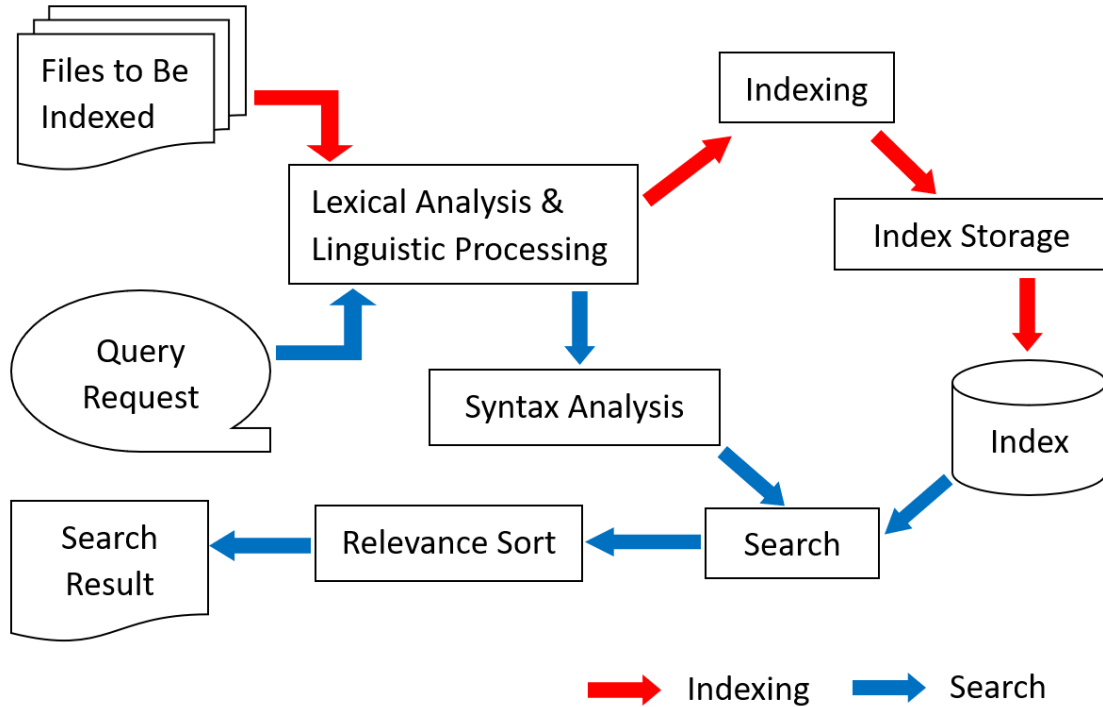 Files to Be
Indexed
Indexing
Lexical Analysis &
Linguistic Processing
Index Storage
Query
Request
Syntax Analysis
Index
Search
Result
Relevance Sort
Search
Indexing
Search